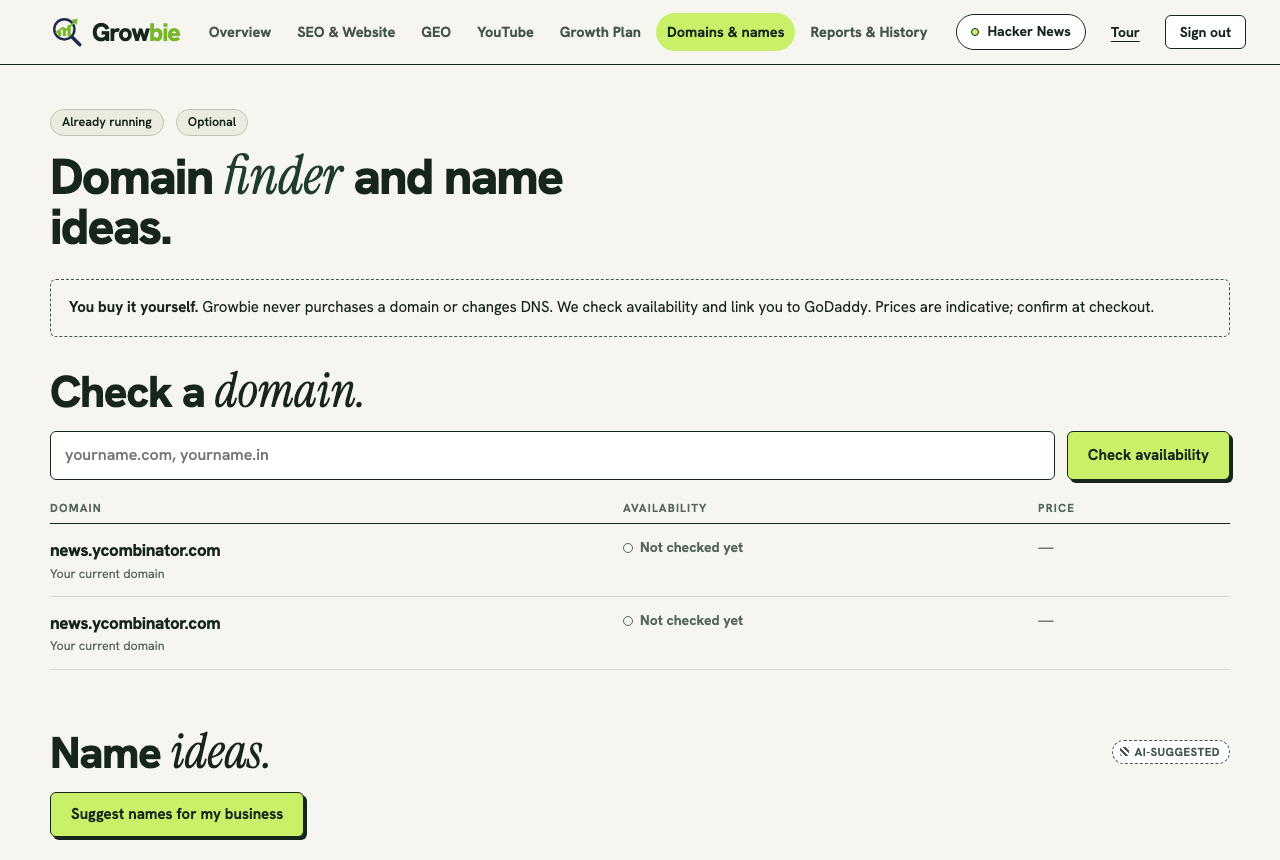 Growbie
Overview
SEO & Website
GEO
YouTube
Growth Plan
Domains & names
Reports & History
Hacker News
Tour
Sign out
Already running
Optional
Domain finder and name
ideas.
You buy it yourself. Growbie never purchases a domain or changes DNS. We check availability and link you to GoDaddy. Prices are indicative; confirm at checkout.
Check a domain.
yourname.com, yourname.in
Check availability
DOMAIN
AVAILABILITY
PRICE
news.ycombinator.com
Not checked yet
—
Your current domain
news.ycombinator.com
Not checked yet
—
Your current domain
Name ideas.
AI-SUGGESTED
Suggest names for my business